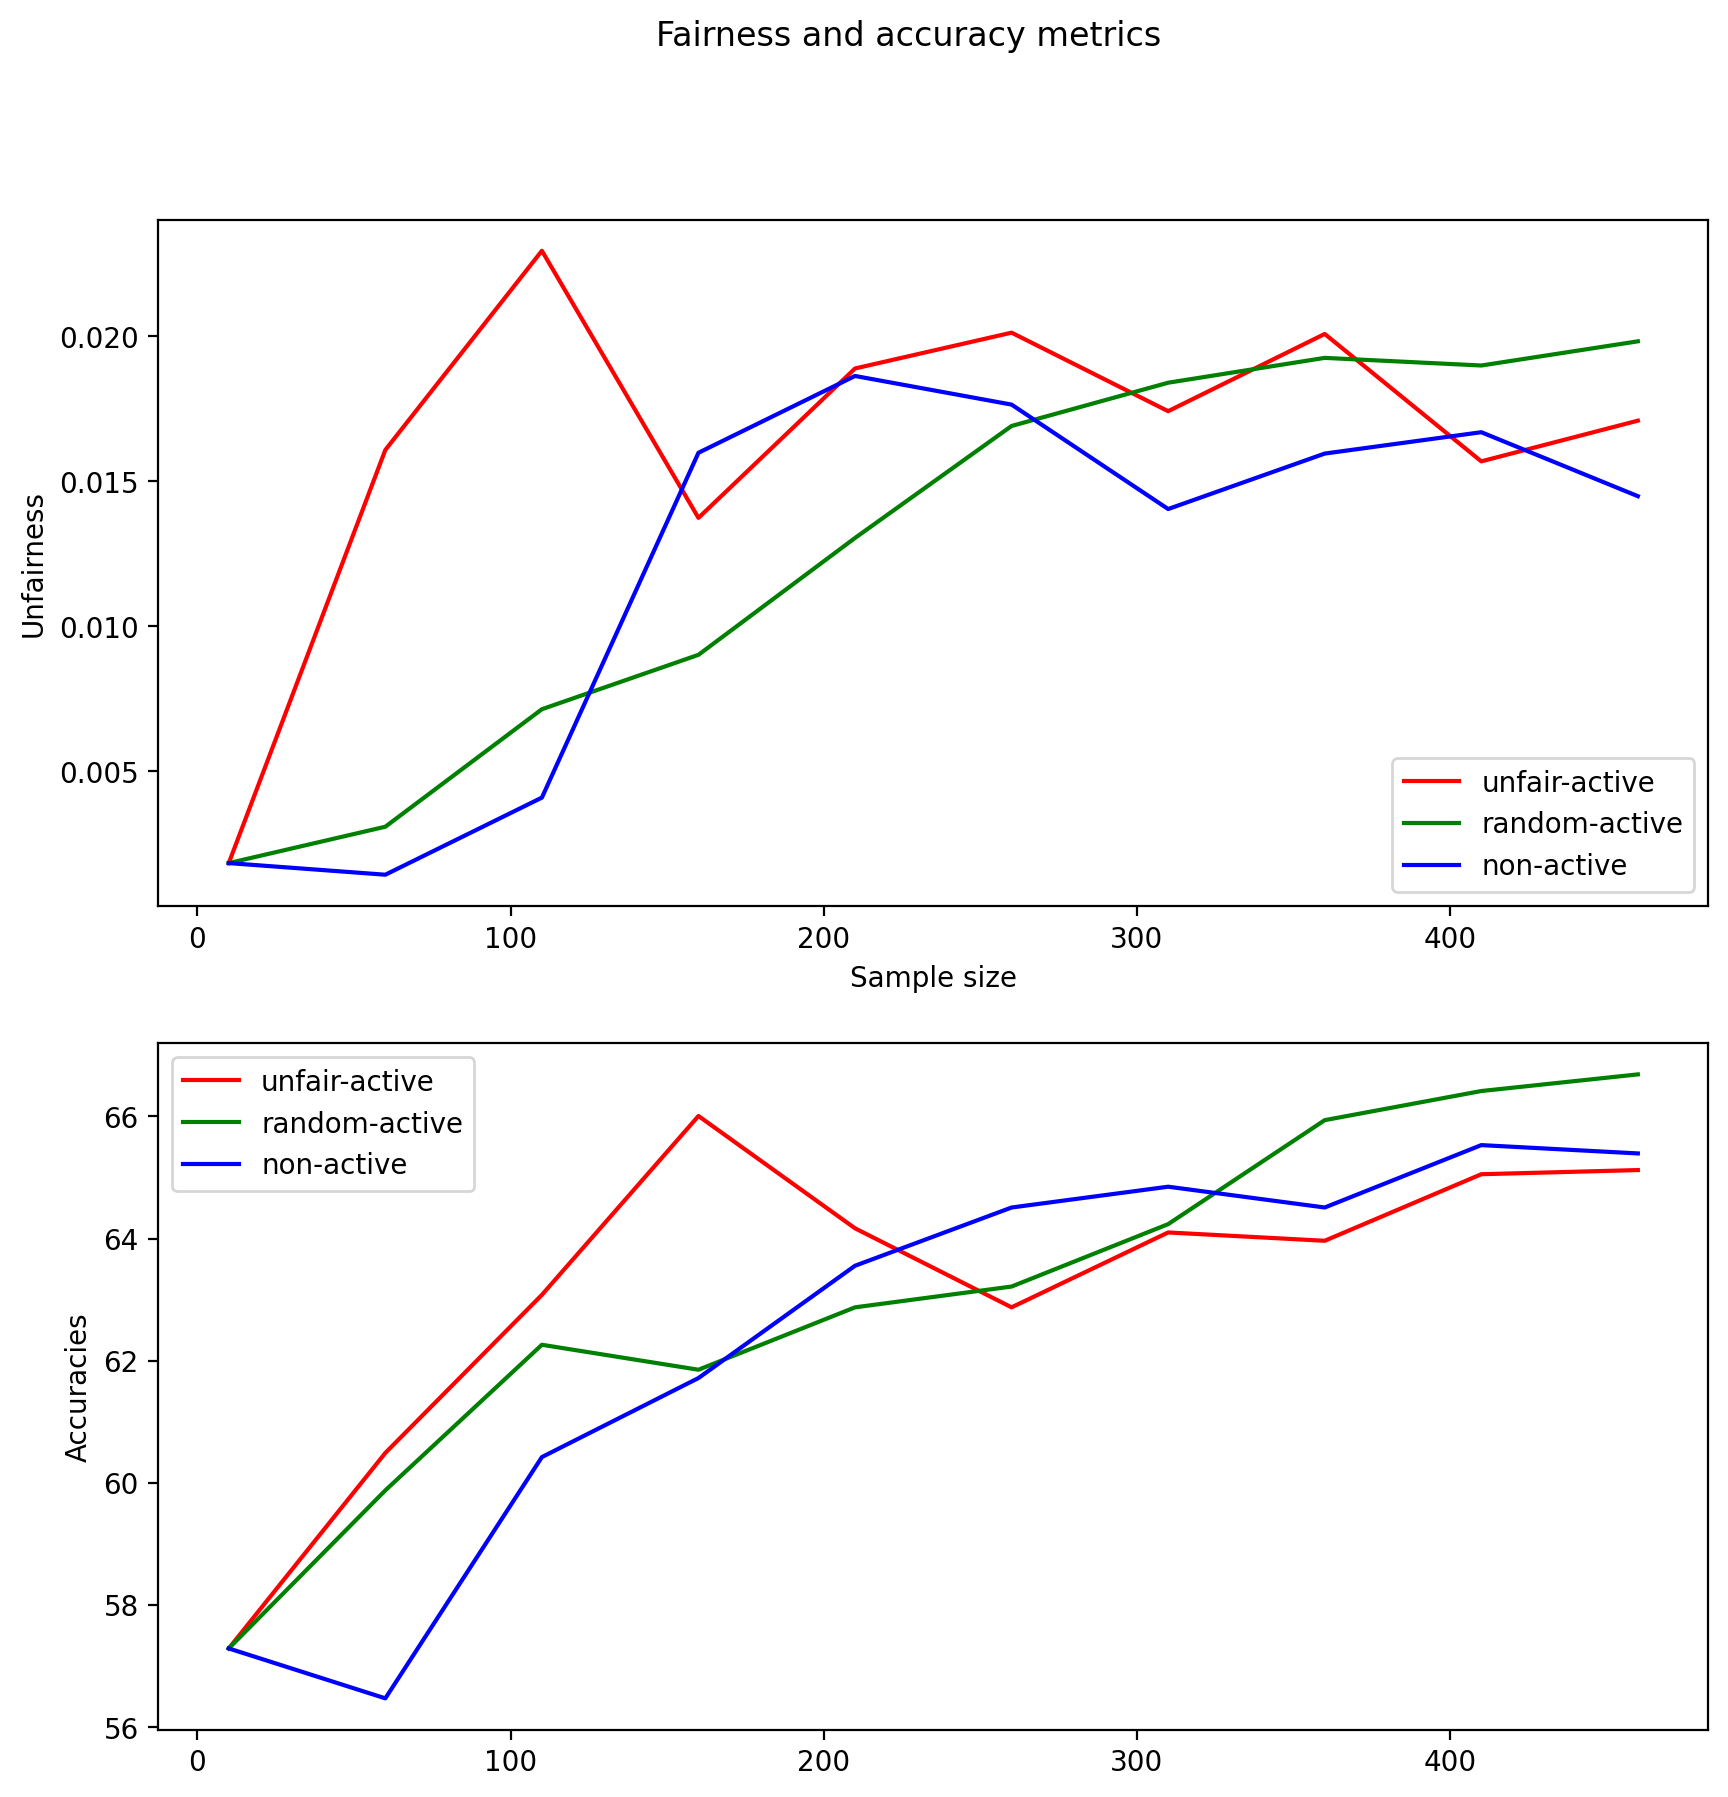 Fairness and accuracy metrics
0.020
0.015
0.010
0.005
Unfairness
unfair-active
random-active
non-active
0 100 200 300 400
Sample size
unfair-active
random-active
non-active
66
64
62
60
58
56
Accuracies
0 100 200 300 400